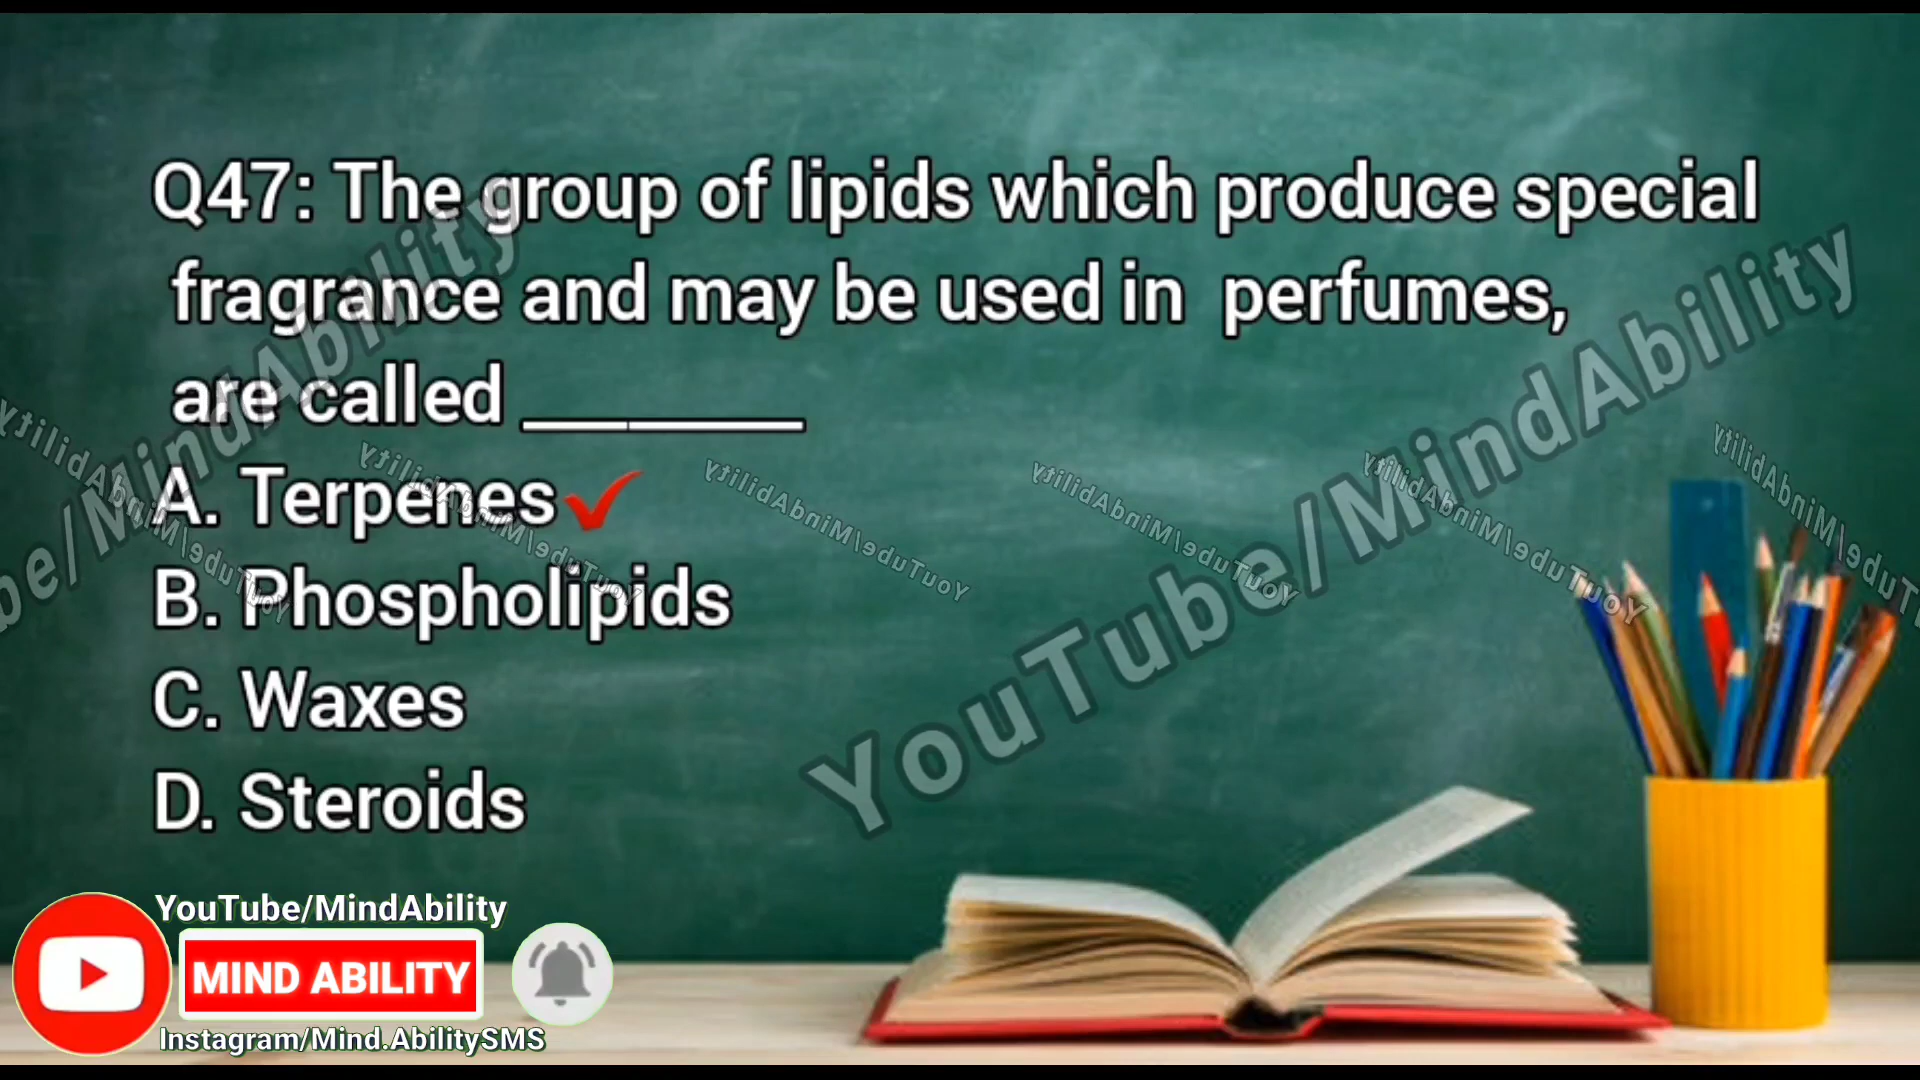 Q47: The group of lipids which produce special
fragrance and may be used in perfumes,
are called ________
A. Terpenes
B. Phospholipids
C. Waxes
D. Steroids
YouTube/MindAbility
YouTube/MindAbility
MIND ABILITY
Instagram/Mind.AbilitySMS